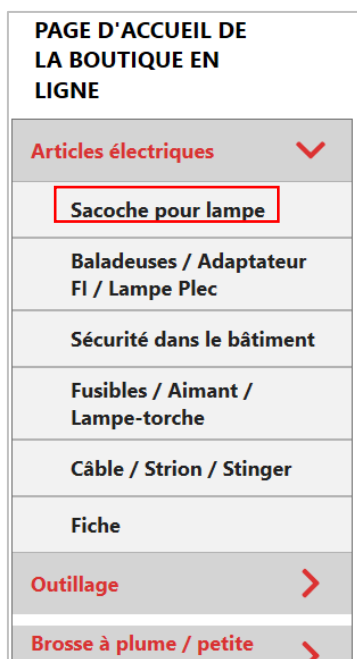 PAGE D'ACCUEIL DE
LA BOUTIQUE EN
LIGNE
Articles électriques
Sacoche pour lampe
Baladeuses / Adaptateur
FI / Lampe Plec
Sécurité dans le bâtiment
Fusibles / Aimant /
Lampe-torche
Câble / Strion / Stinger
Fiche
Outillage
Brosse à plume / petite